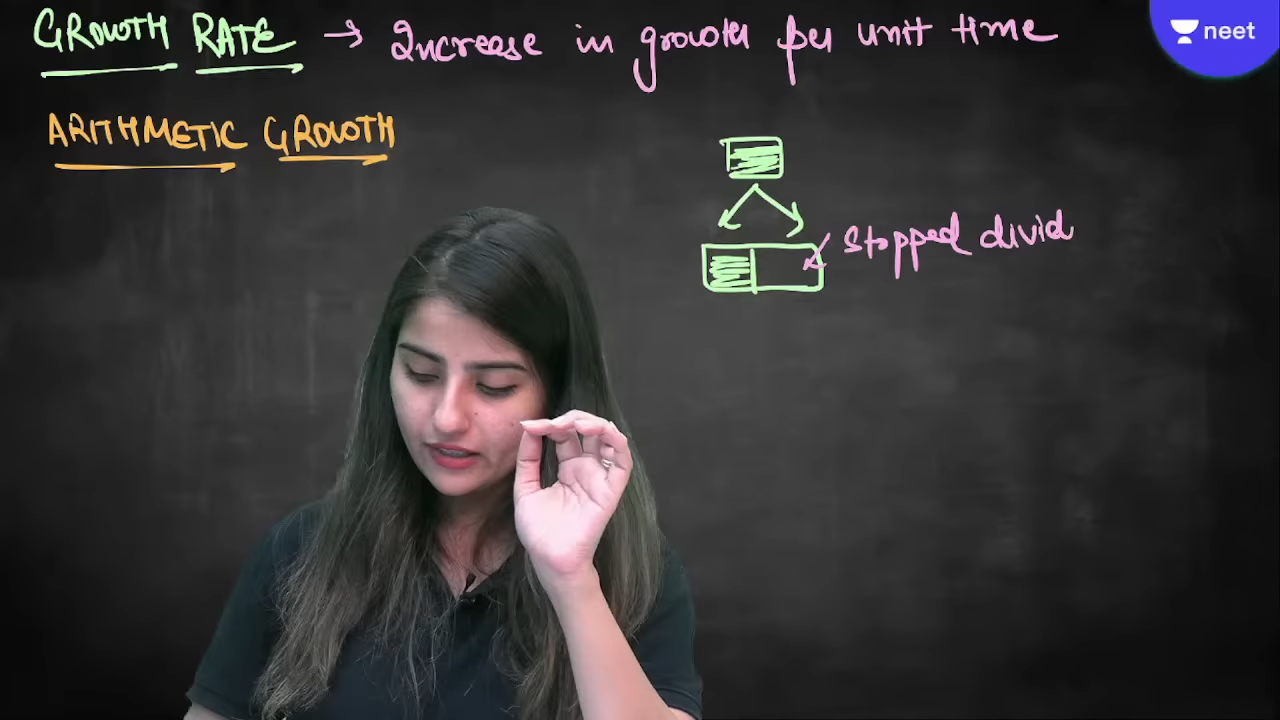 GROWTH RATE → Increase in growth per unit time
neet
ARITHMETIC GROWTH
Stopped divid